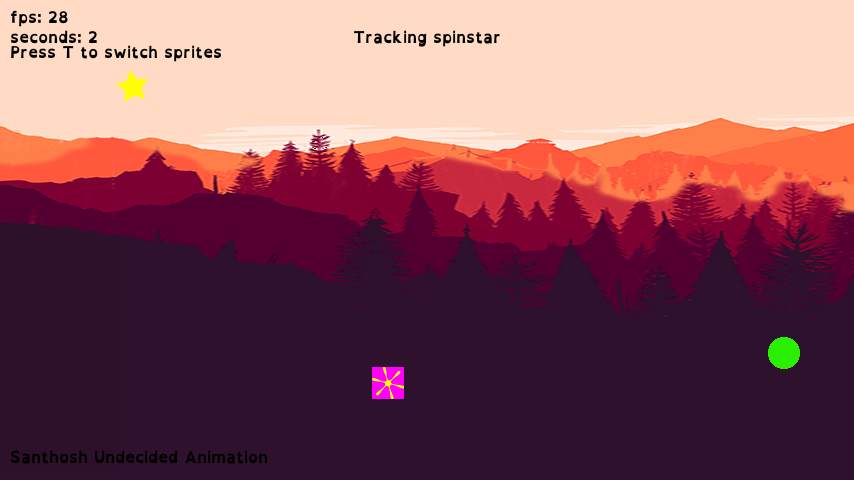 fps: 28
seconds: 2
Press T to switch sprites
Tracking spinstar
Santhosh Undecided Animation